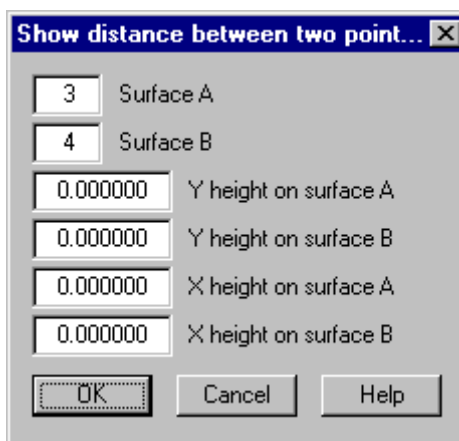 Show distance between two point...
3 Surface A
4 Surface B
0.000000 Y height on surface A
0.000000 Y height on surface B
0.000000 X height on surface A
0.000000 X height on surface B
OK Cancel Help